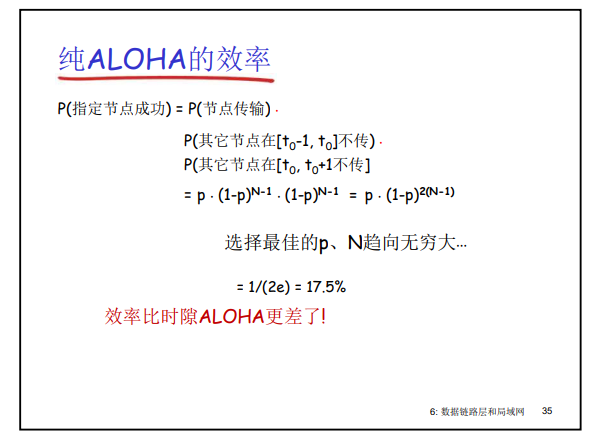 纯ALOHA的效率
P(指定节点成功) = P(节点传输) .
P(其它节点在[t₀-1, t₀]不传) .
P(其它节点在[t₀, t₀+1不传]
= p . (1-p)ᴺ⁻¹ . (1-p)ᴺ⁻¹ = p . (1-p)²⁽ᴺ⁻¹⁾
选择最佳的p、N趋向无穷大...
= 1/(2e) = 17.5%
效率比时隙ALOHA更差了!
6: 数据链路层和局域网 35